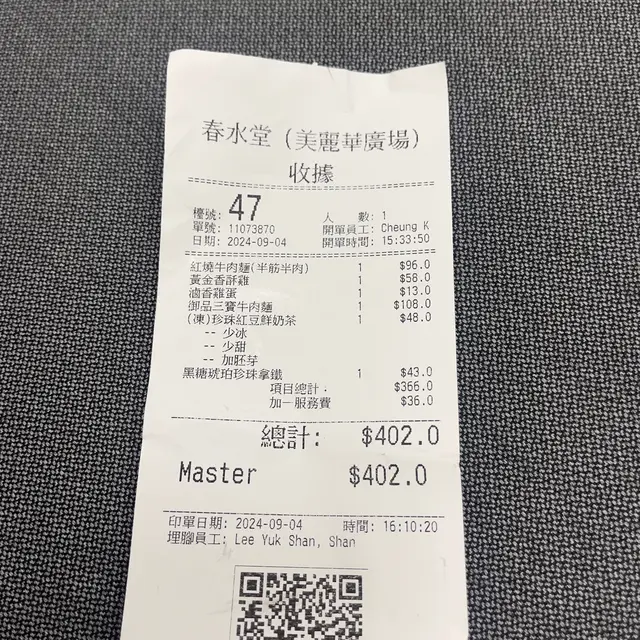 春水堂 (美麗華廣場)
收據
檯號: 47 人 數: 1
單號: 11073870 開單員工: Cheung K
日期: 2024-09-04 開單時間: 15:33:50
紅燒牛肉麵(半筋半肉) 1 $96.0
黃金香酥雞 1 $58.0
滷香雞蛋 1 $13.0
御品三寶牛肉麵 1 $108.0
(凍)珍珠紅豆鮮奶茶 1 $48.0
-- 少冰
-- 少甜
-- 加胚芽
黑糖琥珀珍珠拿鐵 1 $43.0
項目總計: $366.0
加一服務費 $36.0
總計: $402.0
Master $402.0
印單日期: 2024-09-04 時間: 16:10:20
埋腳員工: Lee Yuk Shan, Shan